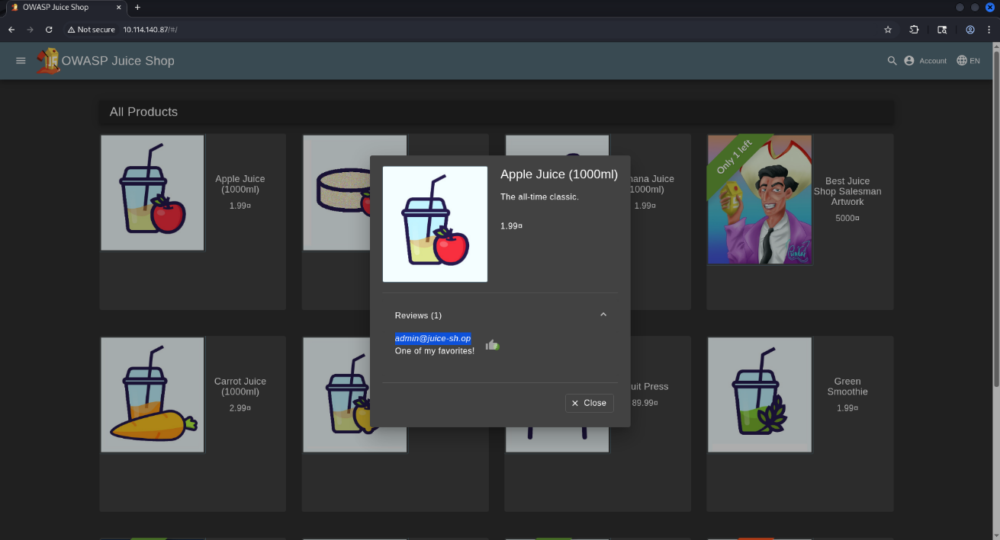 OWASP Juice Shop
Not secure 10.114.140.87/#/
OWASP Juice Shop
Account
EN
All Products
Apple Juice
(1000ml)
1.99¤
ana Juice
1000ml)
1.99¤
Only 1 left
Best Juice
Shop Salesman
Artwork
5000¤
Apple Juice (1000ml)
The all-time classic.
1.99¤
Reviews (1)
admin@juice-sh.op
One of my favorites!
Close
Carrot Juice
(1000ml)
2.99¤
uit Press
89.99¤
Green
Smoothie
1.99¤